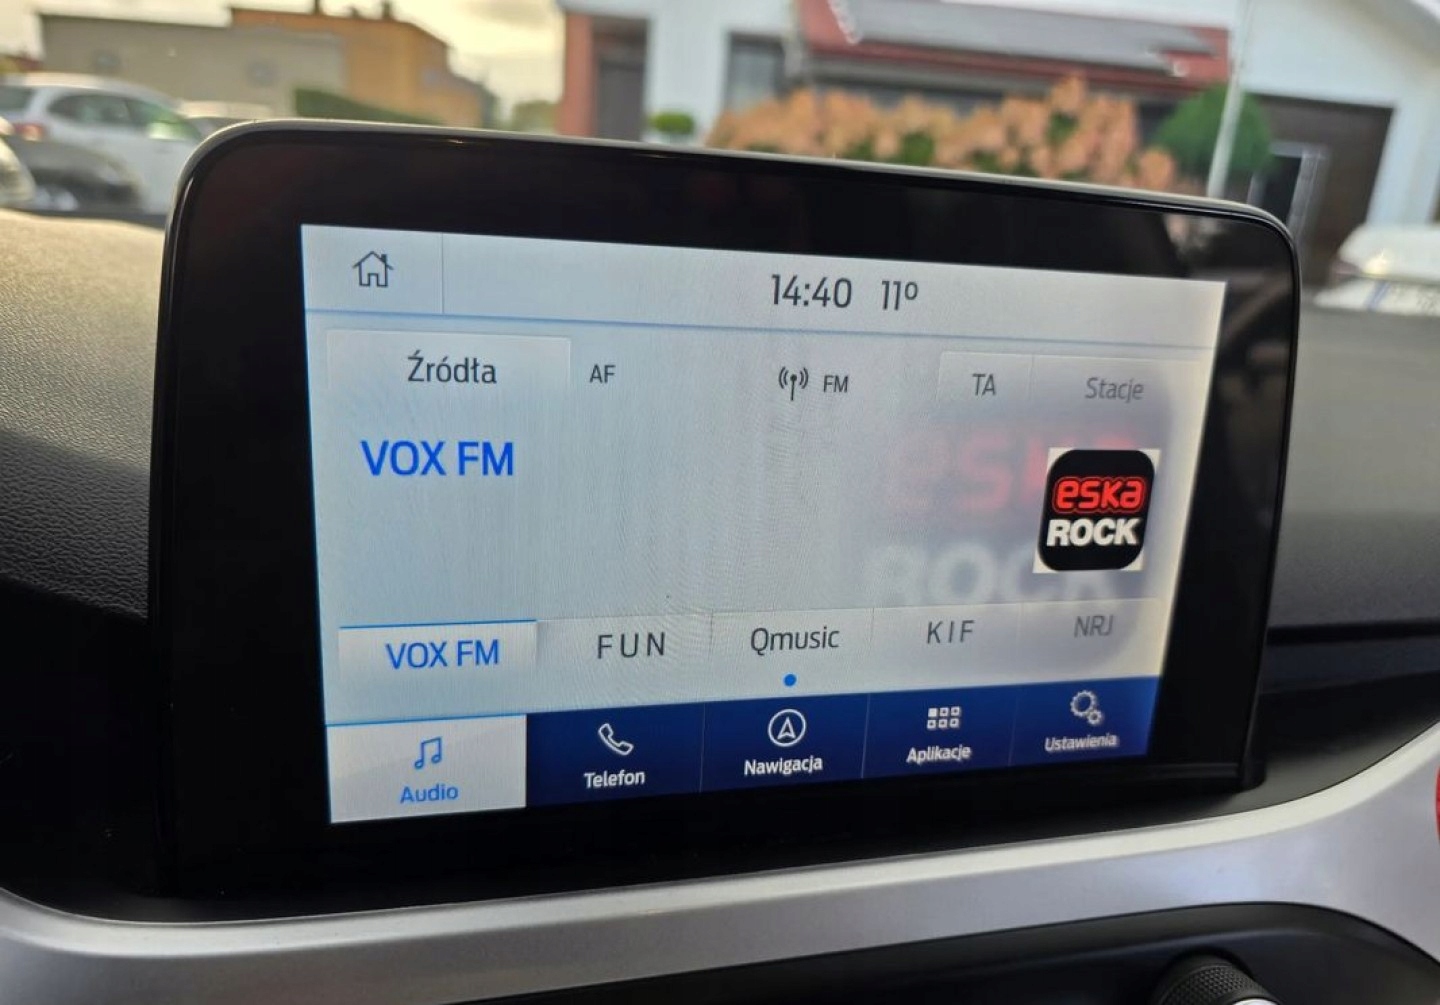 14:40 11º
Źródła AF FM TA Stacje
VOX FM
eska
ROCK
VOX FM FUN Qmusic KIF NRJ
Audio Telefon Nawigacja Aplikacje Ustawienia